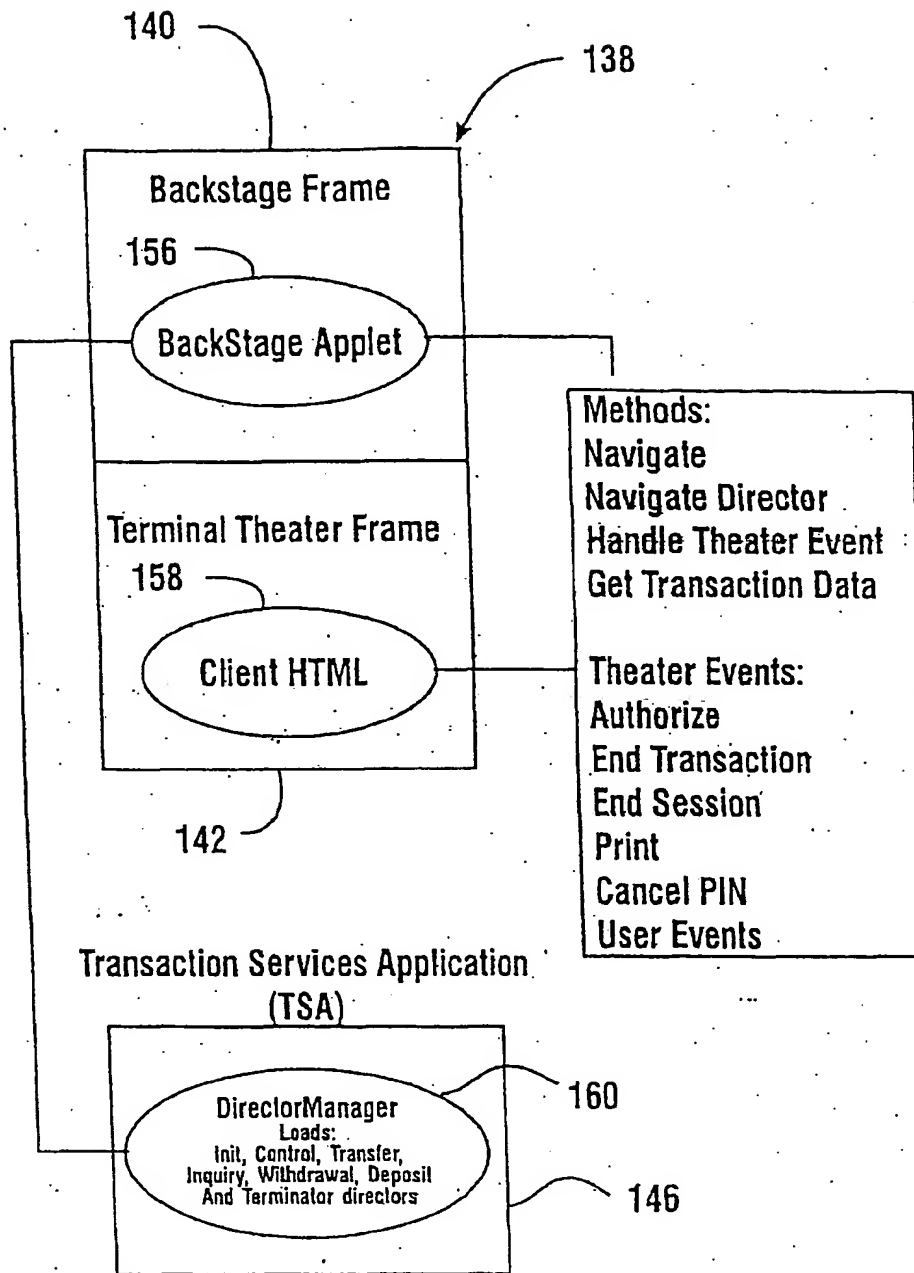 140
138
Backstage Frame
156
BackStage Applet
Methods:
Navigate
Navigate Director
Handle Theater Event
Get Transaction Data
Terminal Theater Frame
158
Client HTML
Theater Events:
Authorize
End Transaction
End Session
Print
Cancel PIN
User Events
142
Transaction Services Application
(TSA)
DirectorManager
Loads:
Init, Control, Transfer,
Inquiry, Withdrawal, Deposit
And Terminator directors
160
146